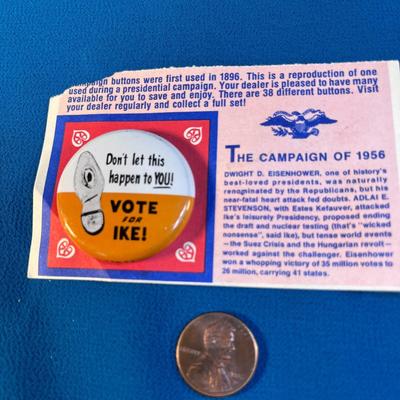 buttons were first used in 1896. This is a reproduction of one
used during a presidential campaign. Your dealer is pleased to have many
available for you to save and enjoy. There are 38 different buttons. Visit
your dealer regularly and collect a full set!
Don't let this
happen to YOU!
VOTE
FOR
IKE!
THE CAMPAIGN OF 1956
DWIGHT D. EISENHOWER, one of history's
best-loved presidents, was naturally
renominated by the Republicans, but his
near-fatal heart attack fed doubts. ADLAI E.
STEVENSON, with Estes Kefauver, attacked
Ike's leisurely Presidency, proposed ending
the draft and nuclear testing (that's "wicked
nonsense", said Ike), but tense world events
—the Suez Crisis and the Hungarian revolt—
worked against the challenger. Eisenhower
won a whopping victory of 35 million votes to
26 million, carrying 41 states.